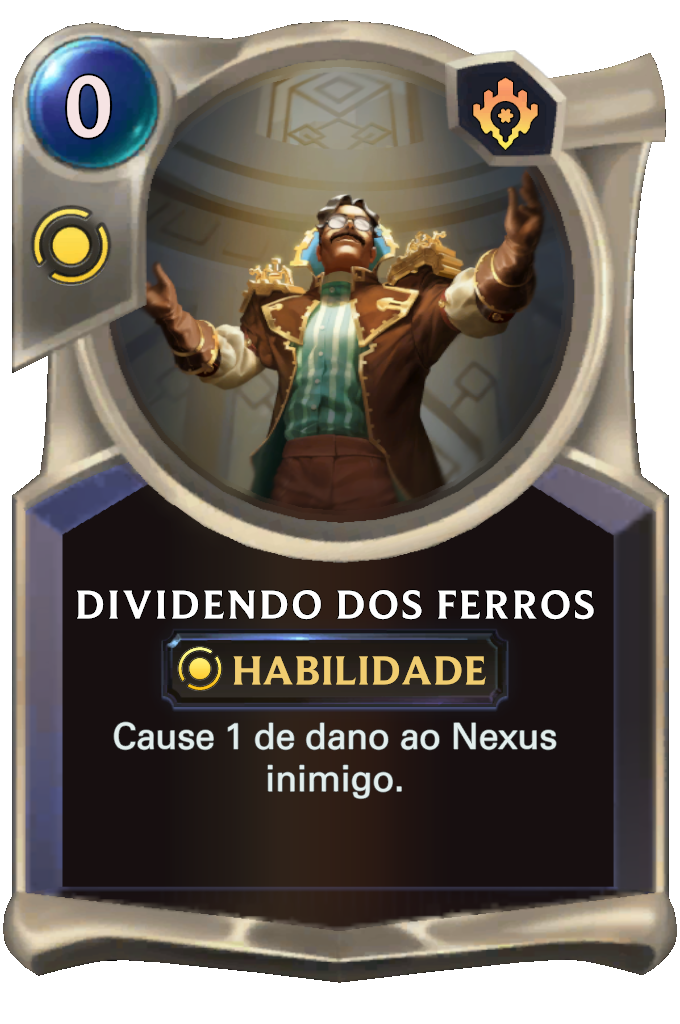 0
DIVIDENDO DOS FERROS
HABILIDADE
Cause 1 de dano ao Nexus
inimigo.